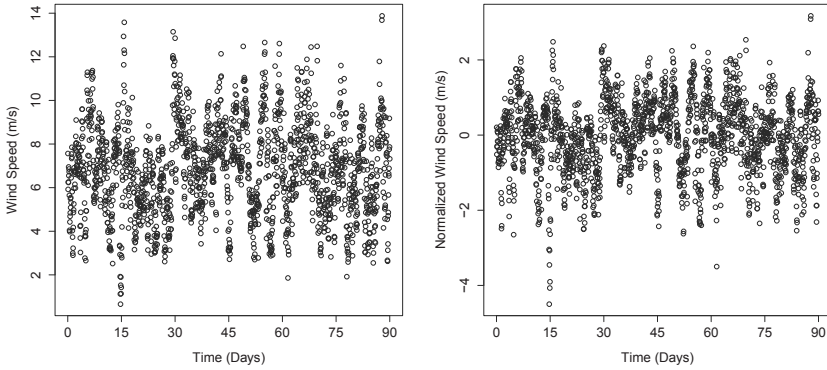 14
12
10
8
6
4
2
Wind Speed (m/s)
0 15 30 45 60 75 90
Time (Days)
2
0
−2
−4
Normalized Wind Speed (m/s)
0 15 30 45 60 75 90
Time (Days)